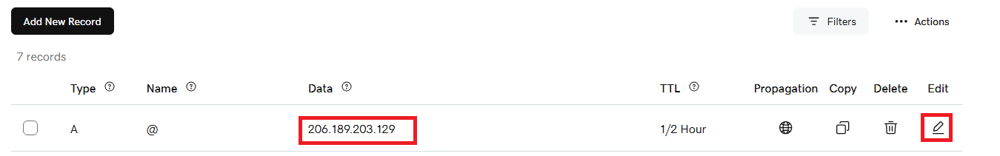 Add New Record
Filters
Actions
7 records
Type Name Data TTL Propagation Copy Delete Edit
A @ 206.189.203.129 1/2 Hour